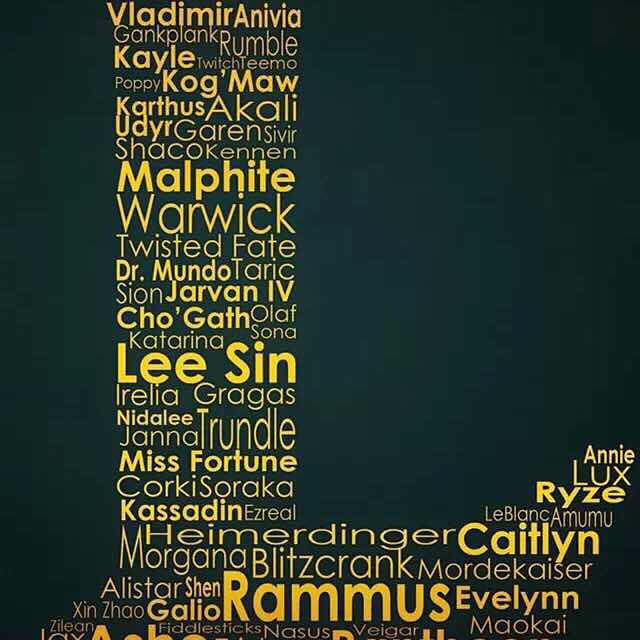 Vladimir Anivia
Gankplank Rumble
Kayle Twitch Teemo
Poppy Kog'Maw
Karthus Akali
Udyr Garen Sivir
Shaco Kennen
Malphite
Warwick
Twisted Fate
Dr. Mundo Taric
Sion Jarvan IV
Cho'Gath Olaf
Katarina Sona
Lee Sin
Irelia Gragas
Nidalee Trundle
Janna
Miss Fortune
Annie
Lux
Corki Soraka Ryze
Kassadin Ezreal LeBlanc Amumu
Heimerdinger Caitlyn
Morgana Blitzcrank Mordekaiser
Alistar Shen Rammus Evelynn
Xin Zhao Galio Maokai
Zilean Fiddlesticks Nasus Veigar
Jax